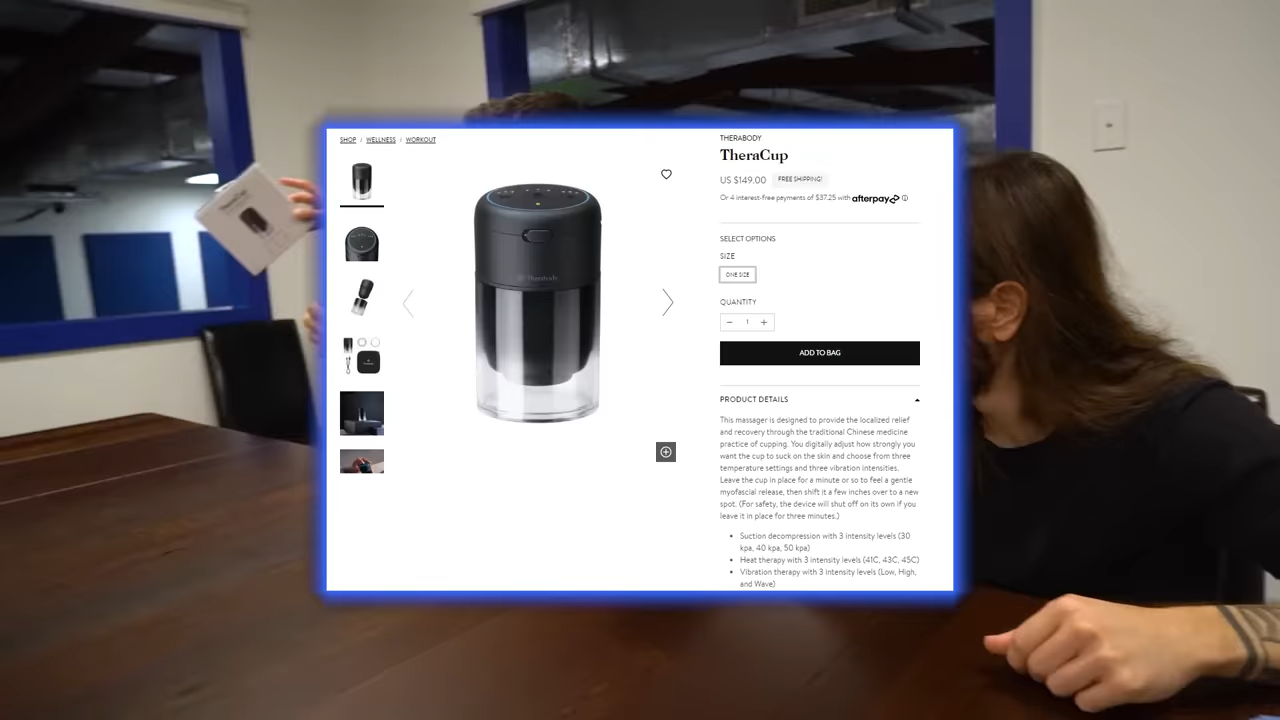 SHOP / WELLNESS / WORKOUT
THERABODY
TheraCup
US $149.00 FREE SHIPPING!
Or 4 interest-free payments of $37.25 with afterpay
SELECT OPTIONS
SIZE
ONE SIZE
QUANTITY
− 1 +
ADD TO BAG
PRODUCT DETAILS
This massager is designed to provide the localized relief
and recovery through the traditional Chinese medicine
practice of cupping. You digitally adjust how strongly you
want the cup to suck on the skin and choose from three
temperature settings and three vibration intensities.
Leave the cup in place for a minute or so to feel a gentle
myofascial release, then shift it a few inches over to a new
spot. (For safety, the device will shut off on its own if you
leave it in place for three minutes.)
• Suction decompression with 3 intensity levels (30
kpa, 40 kpa, 50 kpa)
• Heat therapy with 3 intensity levels (41C, 43C, 45C)
• Vibration therapy with 3 intensity levels (Low, High,
and Wave)
Therabody